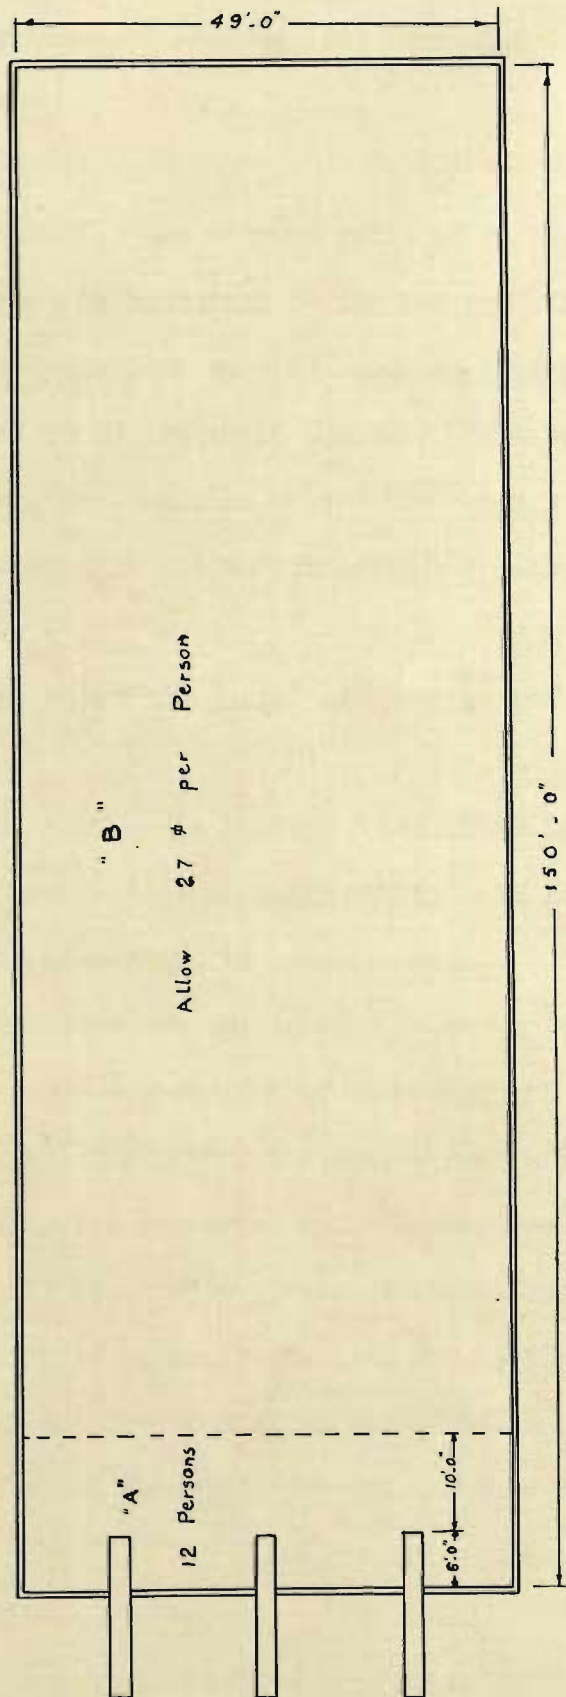 49'-0"
"B"
Allow 27 ⌀ per Person
150'-0"
"A"
12 Persons
10'-0"
6'-0"